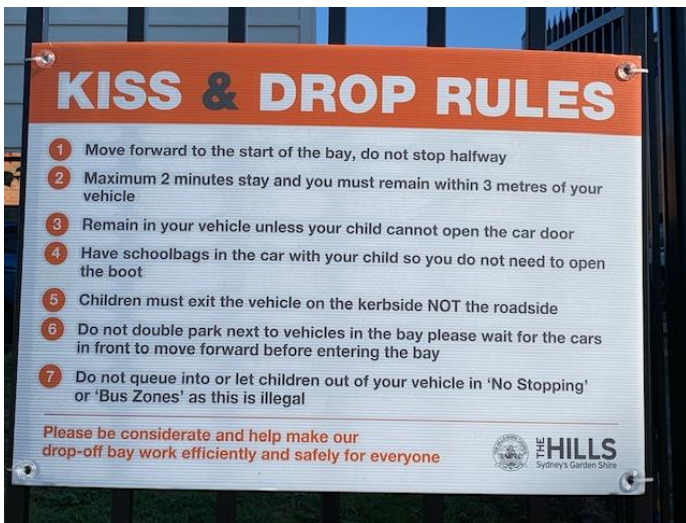 KISS & DROP RULES
1 Move forward to the start of the bay, do not stop halfway
2 Maximum 2 minutes stay and you must remain within 3 metres of your
vehicle
3 Remain in your vehicle unless your child cannot open the car door
4 Have schoolbags in the car with your child so you do not need to open
the boot
5 Children must exit the vehicle on the kerbside NOT the roadside
6 Do not double park next to vehicles in the bay please wait for the cars
in front to move forward before entering the bay
7 Do not queue into or let children out of your vehicle in ‘No Stopping’
or ‘Bus Zones’ as this is illegal
Please be considerate and help make our
drop-off bay work efficiently and safely for everyone
THE HILLS
Sydney's Garden Shire